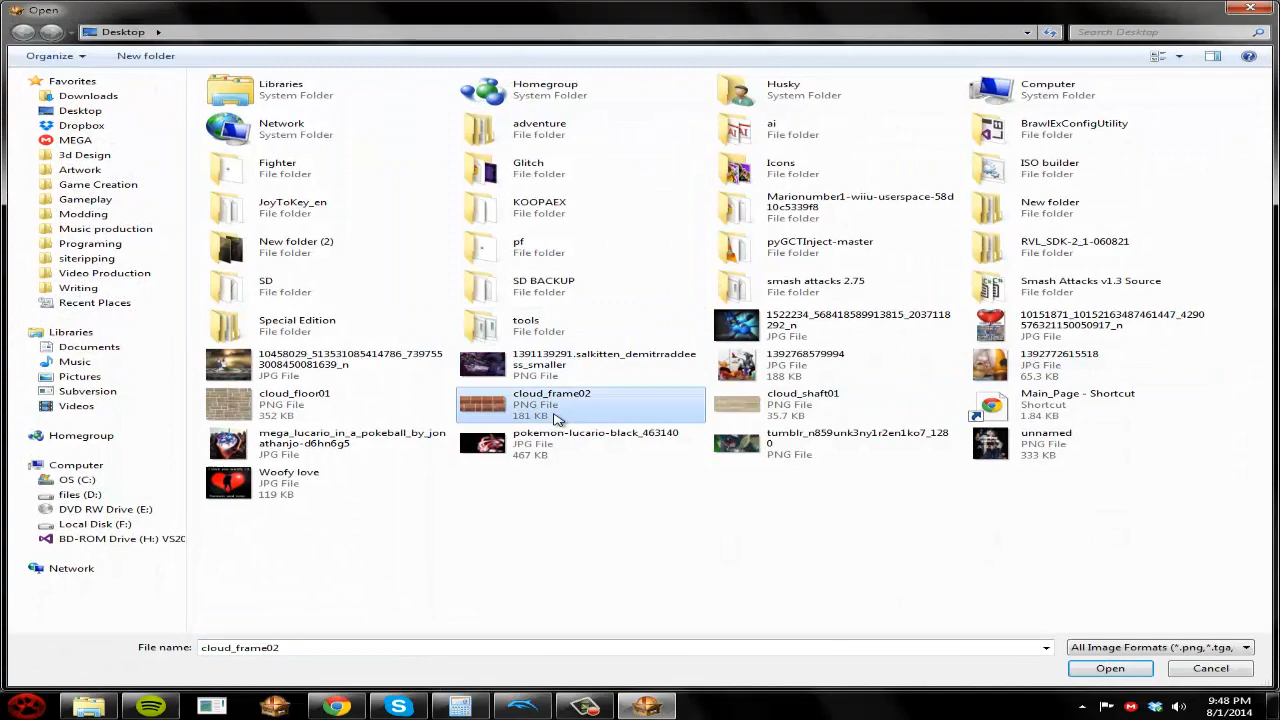 Open
Desktop
Search Desktop
Organize
New folder
Favorites
Downloads
Desktop
Dropbox
MEGA
3d Design
Artwork
Game Creation
Gameplay
Modding
Music production
Programing
siteripping
Video Production
Writing
Recent Places
Libraries
Documents
Music
Pictures
Subversion
Videos
Homegroup
Computer
OS (C:)
files (D:)
DVD RW Drive (E:)
Local Disk (F:)
BD-ROM Drive (H:) VS20
Network
Libraries
System Folder
Homegroup
System Folder
Husky
System Folder
Computer
System Folder
Network
System Folder
adventure
File folder
ai
File folder
BrawlExConfigUtility
File folder
Fighter
File folder
Glitch
File folder
Icons
File folder
ISO builder
File folder
JoyToKey_en
File folder
KOOPAEX
File folder
Marionumber1-wiiu-userspace-58d
10c5339f8
File folder
New folder
File folder
New folder (2)
File folder
pf
File folder
pyGCTInject-master
File folder
RVL_SDK-2_1-060821
File folder
SD
File folder
SD BACKUP
File folder
smash attacks 2.75
File folder
Smash Attacks v1.3 Source
File folder
Special Edition
File folder
tools
File folder
1522234_568418589913815_2037118
292_n
JPG File
10151871_10152163487461447_4290
576321150050917_n
JPG File
10458029_513531085414786_739755
3008450081639_n
JPG File
1391139291.salkitten_demitrraddee
ss_smaller
PNG File
1392768579994
JPG File
188 KB
1392772615518
JPG File
65.3 KB
cloud_floor01
PNG File
352 KB
cloud_frame02
PNG File
181 KB
cloud_shaft01
PNG File
35.7 KB
Main_Page - Shortcut
Shortcut
1.84 KB
mega_lucario_in_a_pokeball_by_jon
athanjo-d6hn6g5
JPG File
pokemon-lucario-black_463140
JPG File
467 KB
tumblr_n859unk3ny1r2en1ko7_128
0
PNG File
unnamed
PNG File
333 KB
Woofy love
JPG File
119 KB
File name:
cloud_frame02
All Image Formats (*.png,*.tga,
Open
Cancel
9:48 PM
8/1/2014